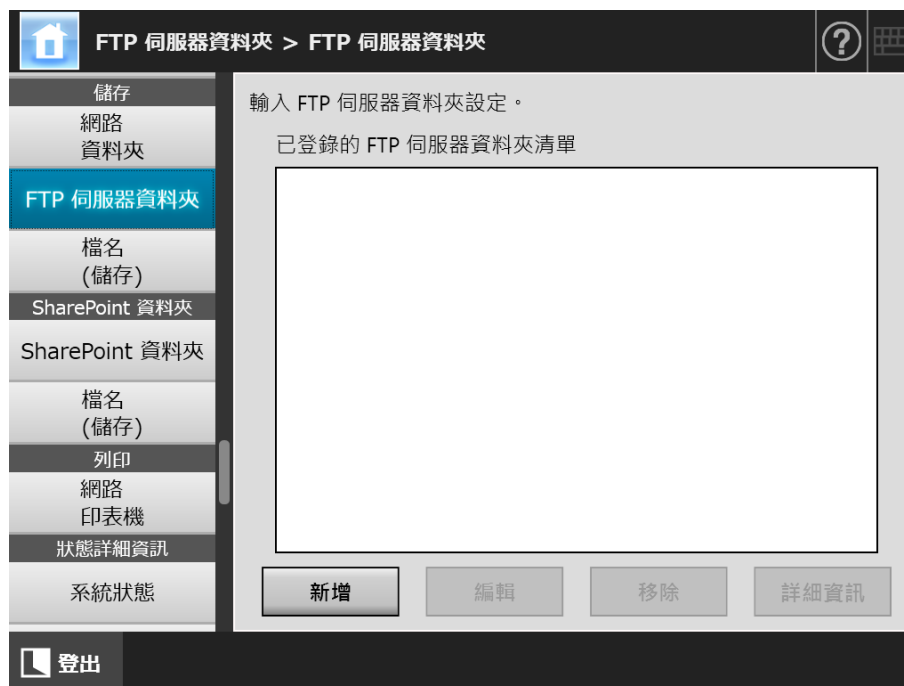 FTP 伺服器資料夾 > FTP 伺服器資料夾
?
儲存
網路
資料夾
FTP 伺服器資料夾
檔名
(儲存)
SharePoint 資料夾
SharePoint 資料夾
檔名
(儲存)
列印
網路
印表機
狀態詳細資訊
系統狀態
輸入 FTP 伺服器資料夾設定。
已登錄的 FTP 伺服器資料夾清單
新增
編輯
移除
詳細資訊
登出